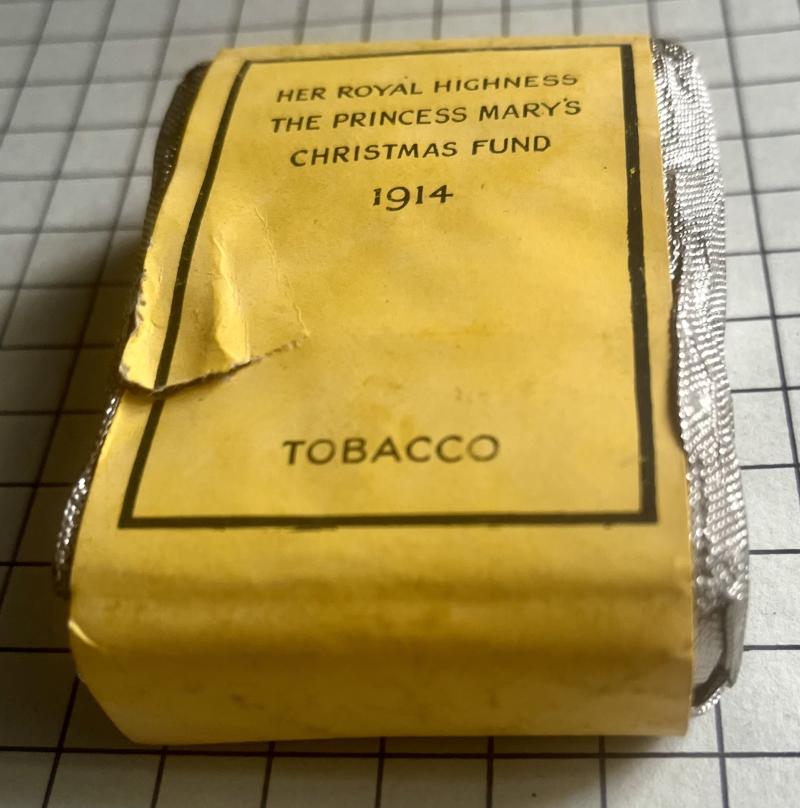 HER ROYAL HIGHNESS
THE PRINCESS MARY'S
CHRISTMAS FUND
1914
TOBACCO